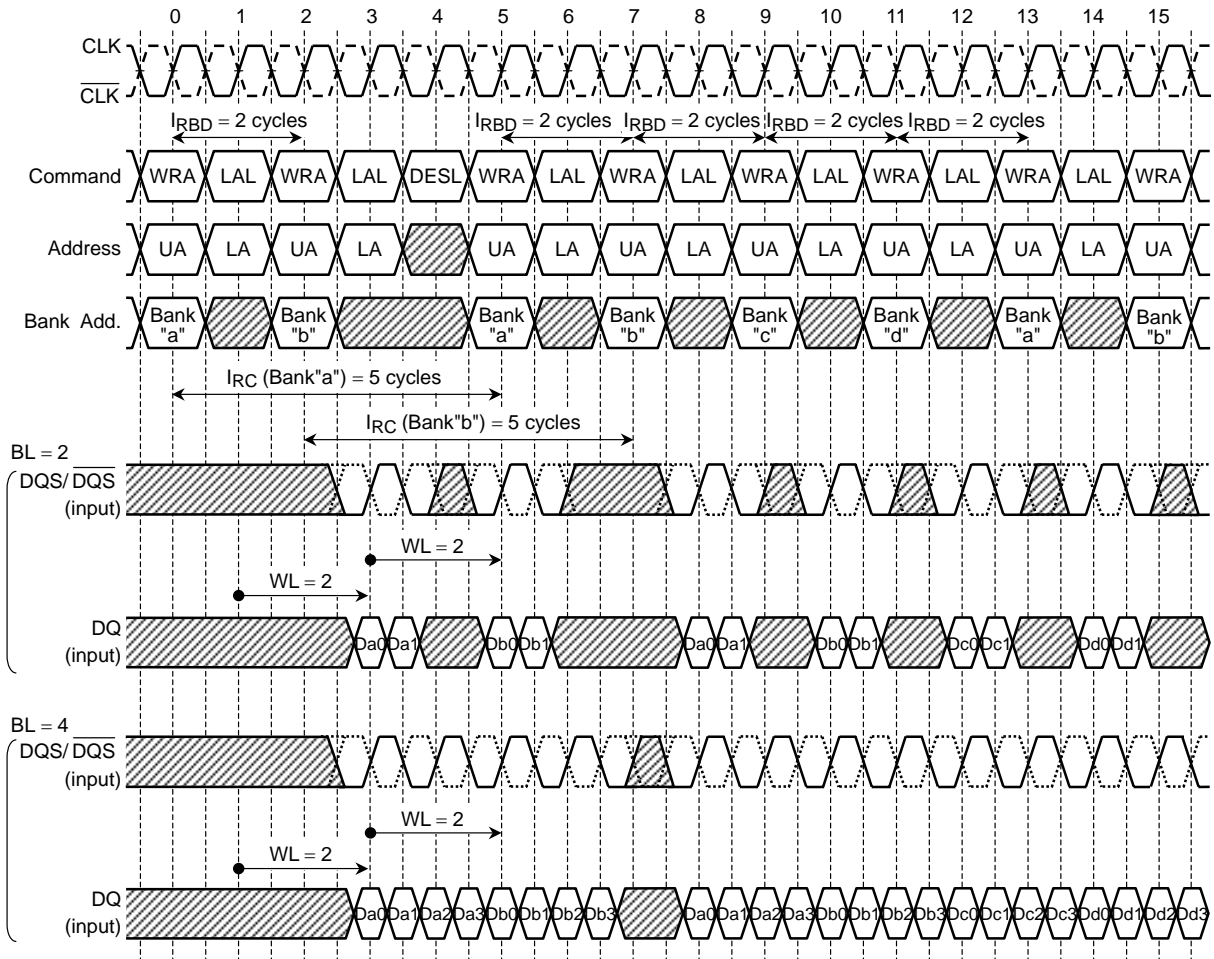 0 1 2 3 4 5 6 7 8 9 10 11 12 13 14 15
CLK
CLK
IRBD = 2 cycles IRBD = 2 cycles IRBD = 2 cycles IRBD = 2 cycles IRBD = 2 cycles
Command WRA LAL WRA LAL DESL WRA LAL WRA LAL WRA LAL WRA LAL WRA LAL WRA
Address UA LA UA LA UA LA UA LA UA LA UA LA UA LA UA
Bank Add. Bank "a" Bank "b" Bank "a" Bank "b" Bank "c" Bank "d" Bank "a" Bank "b"
IRC (Bank"a") = 5 cycles
IRC (Bank"b") = 5 cycles
BL = 2
DQS/ DQS
(input)
WL = 2
WL = 2
DQ
(input)
Da0 Da1 Db0 Db1 Da0 Da1 Db0 Db1 Dc0 Dc1 Dd0 Dd1
BL = 4
DQS/ DQS
(input)
WL = 2
WL = 2
DQ
(input)
Da0 Da1 Da2 Da3 Db0 Db1 Db2 Db3 Da0 Da1 Da2 Da3 Db0 Db1 Db2 Db3 Dc0 Dc1 Dc2 Dc3 Dd0 Dd1 Dd2 Dd3